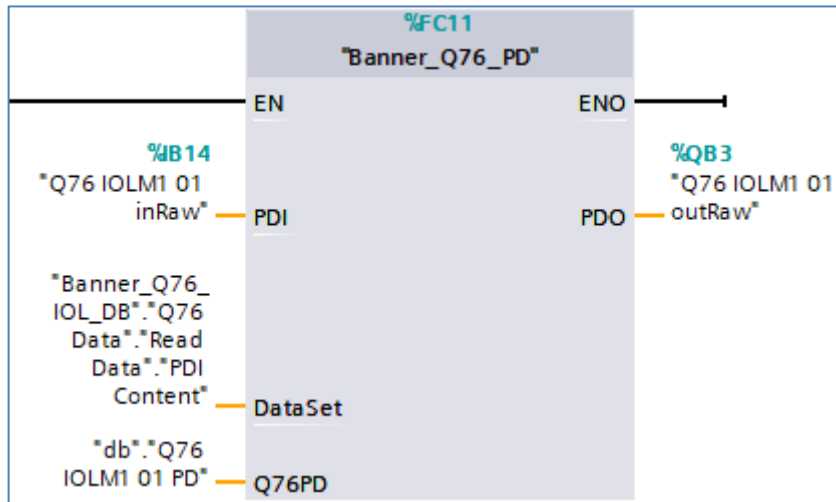 %FC11
"Banner_Q76_PD"
EN ENO
%IB14
"Q76 IOLM1 01
inRaw"
PDI
%QB3
"Q76 IOLM1 01
outRaw"
PDO
"Banner_Q76_
IOL_DB"."Q76
Data"."Read
Data"."PDI
Content"
DataSet
"db"."Q76
IOLM1 01 PD"
Q76PD